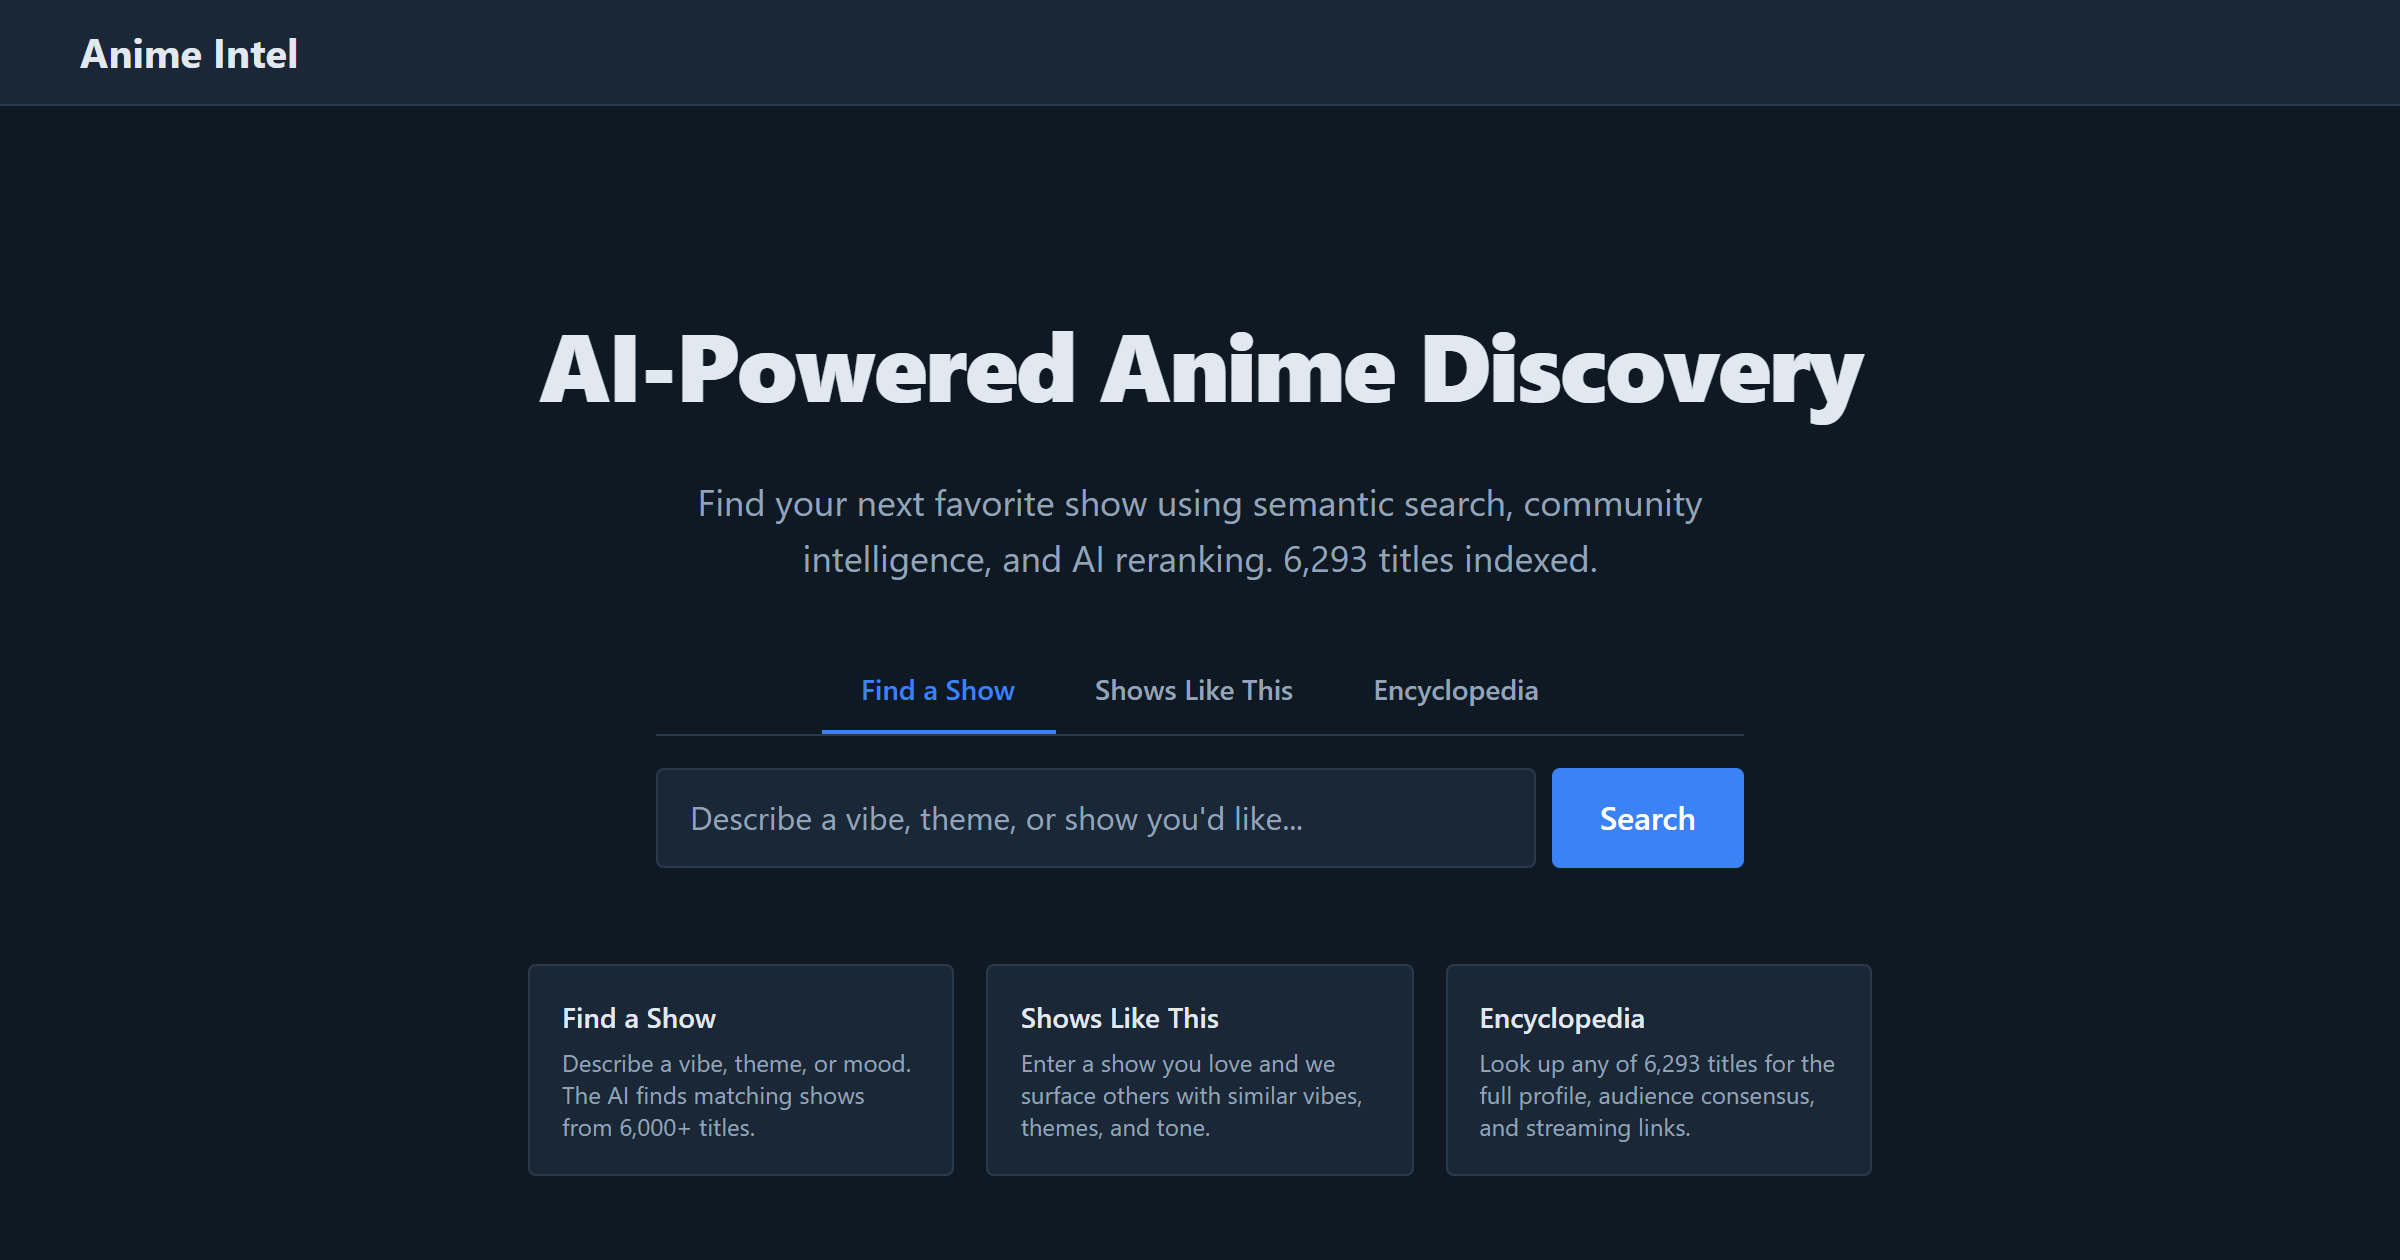 Anime Intel
AI-Powered Anime Discovery
Find your next favorite show using semantic search, community
intelligence, and AI reranking. 6,293 titles indexed.
Find a Show
Shows Like This
Encyclopedia
Describe a vibe, theme, or show you'd like...
Search
Find a Show
Describe a vibe, theme, or mood.
The AI finds matching shows
from 6,000+ titles.
Shows Like This
Enter a show you love and we
surface others with similar vibes,
themes, and tone.
Encyclopedia
Look up any of 6,293 titles for the
full profile, audience consensus,
and streaming links.